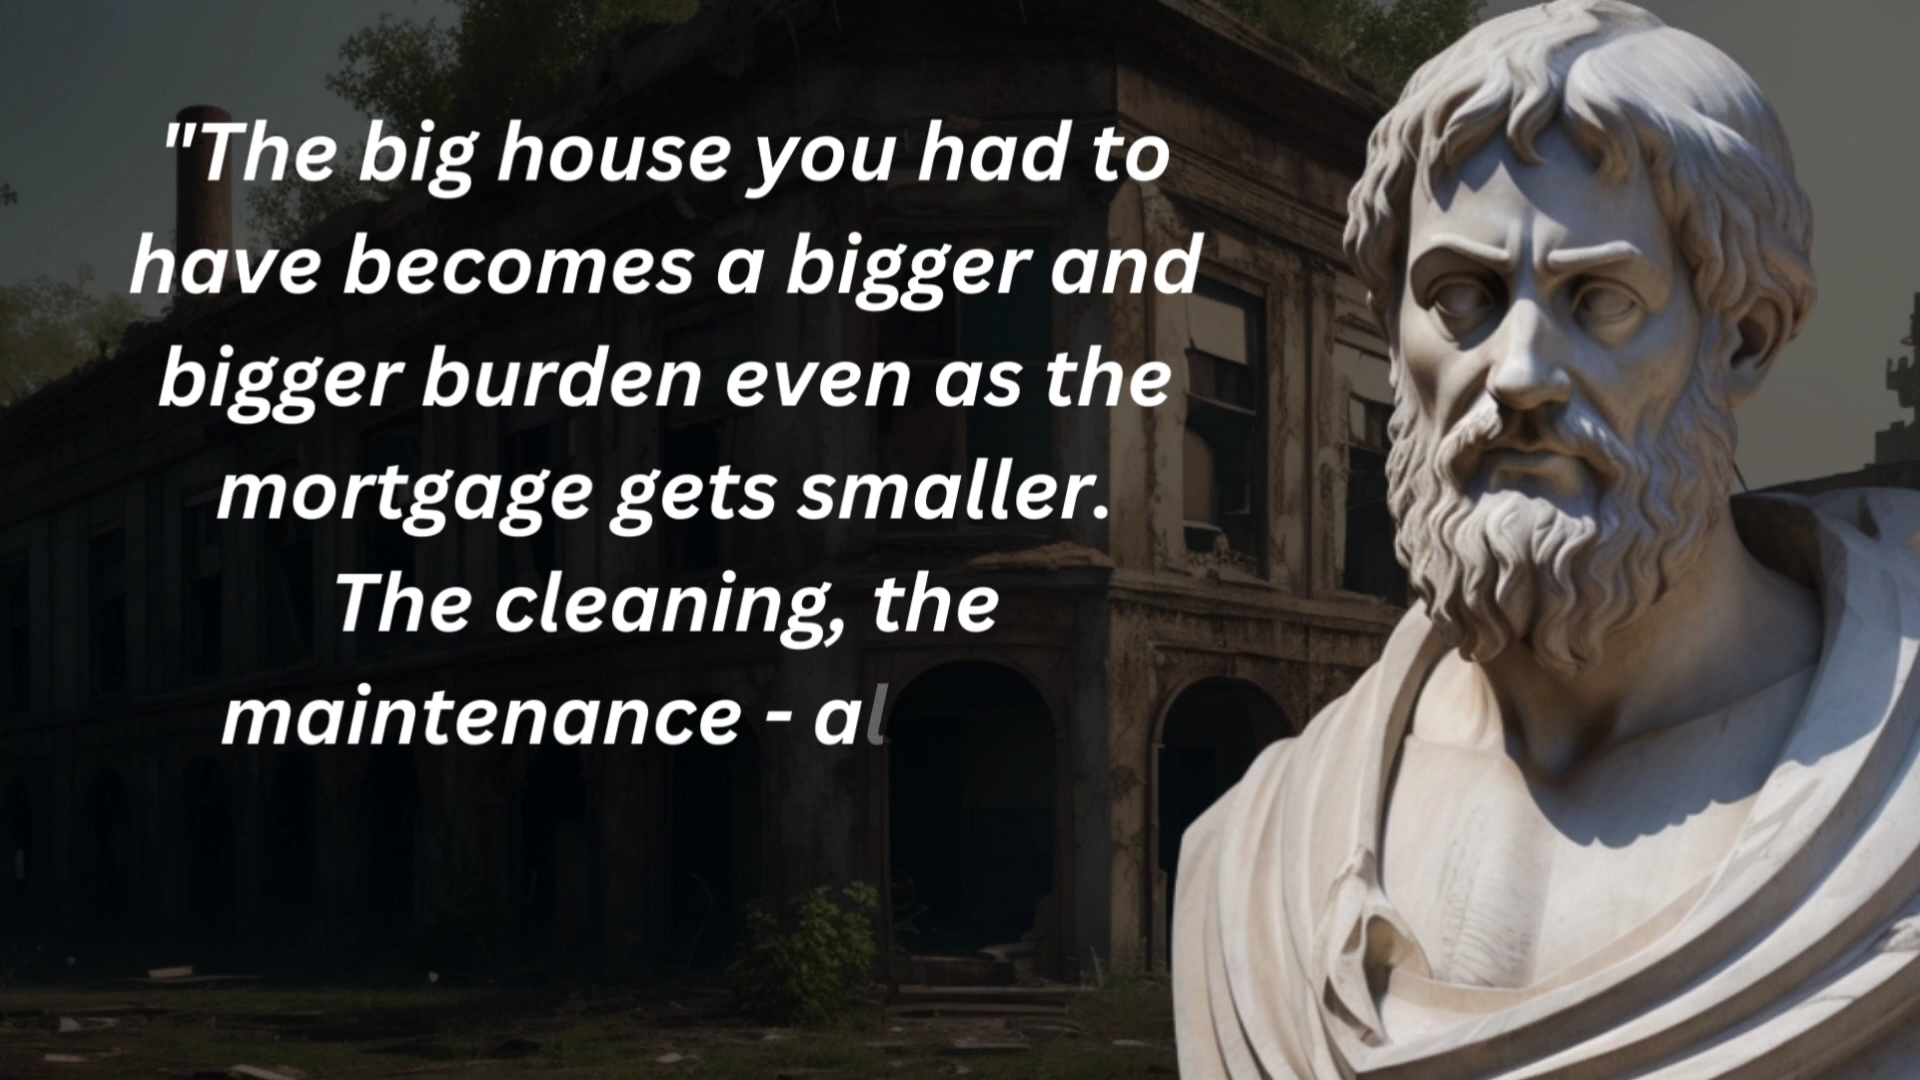 "The big house you had to
have becomes a bigger and
bigger burden even as the
mortgage gets smaller.
The cleaning, the
maintenance - al